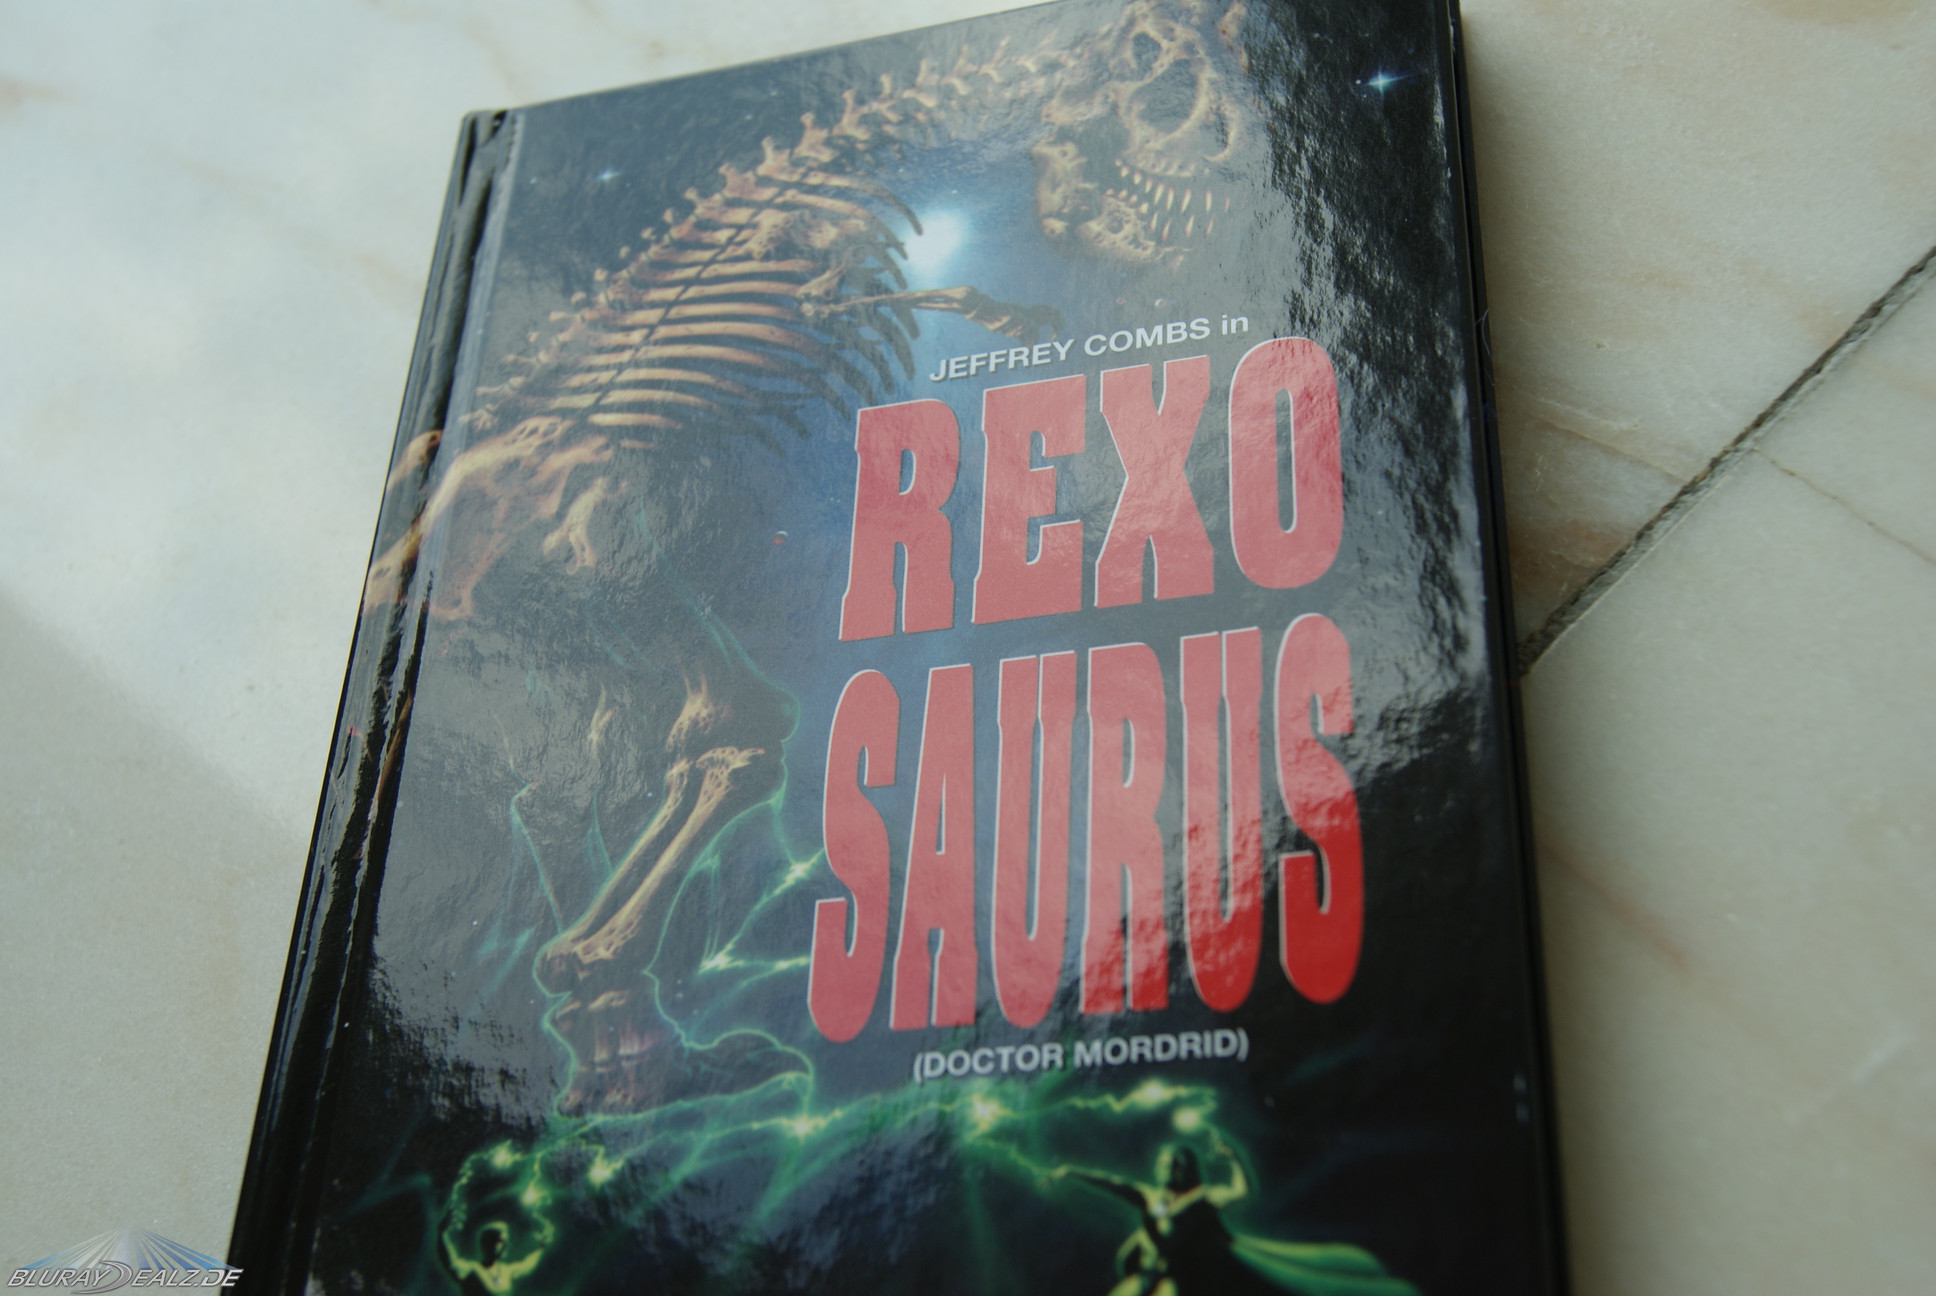 JEFFREY COMBS in
REXO
SAURUS
(DOCTOR MORDRID)
BLURAYDEALZ.DE